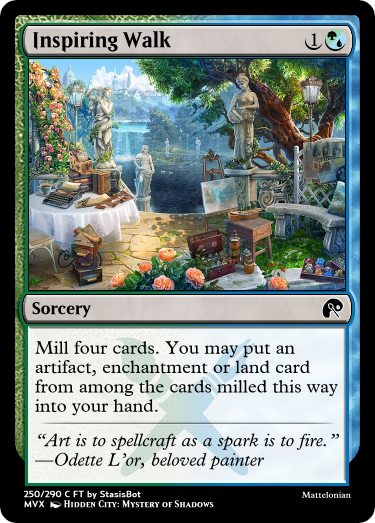 Inspiring Walk 1
Sorcery
Mill four cards. You may put an
artifact, enchantment or land card
from among the cards milled this way
into your hand.
“Art is to spellcraft as a spark is to fire.”
—Odette L’or, beloved painter
250/290 C FT by StasisBot
Mattelonian
MVX Hidden City: Mystery of Shadows